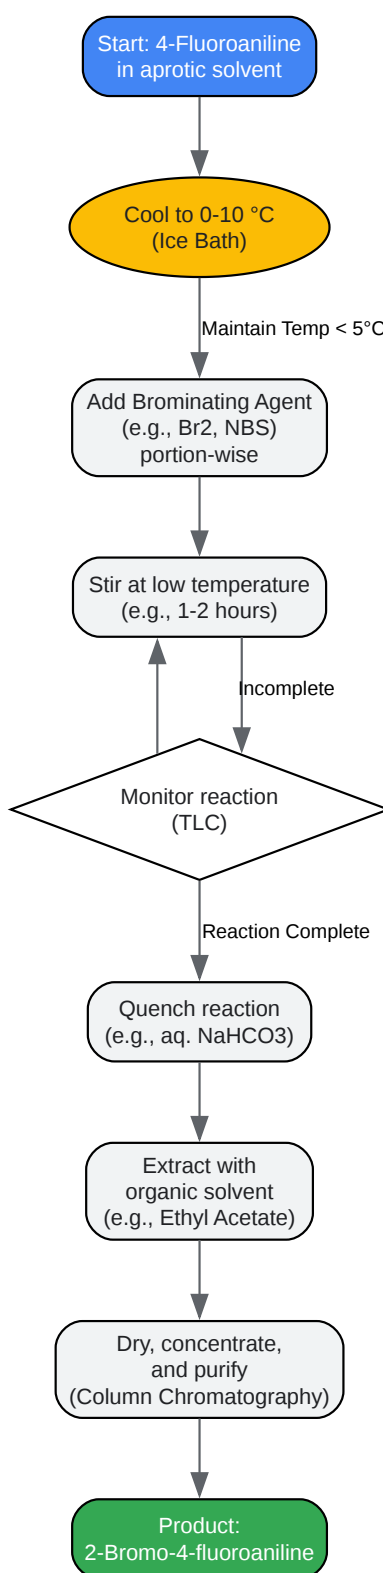 Start: 4-Fluoroaniline
in aprotic solvent
Cool to 0-10 °C
(Ice Bath)
Maintain Temp < 5°C
Add Brominating Agent
(e.g., Br2, NBS)
portion-wise
Stir at low temperature
(e.g., 1-2 hours)
Incomplete
Monitor reaction
(TLC)
Reaction Complete
Quench reaction
(e.g., aq. NaHCO3)
Extract with
organic solvent
(e.g., Ethyl Acetate)
Dry, concentrate,
and purify
(Column Chromatography)
Product:
2-Bromo-4-fluoroaniline